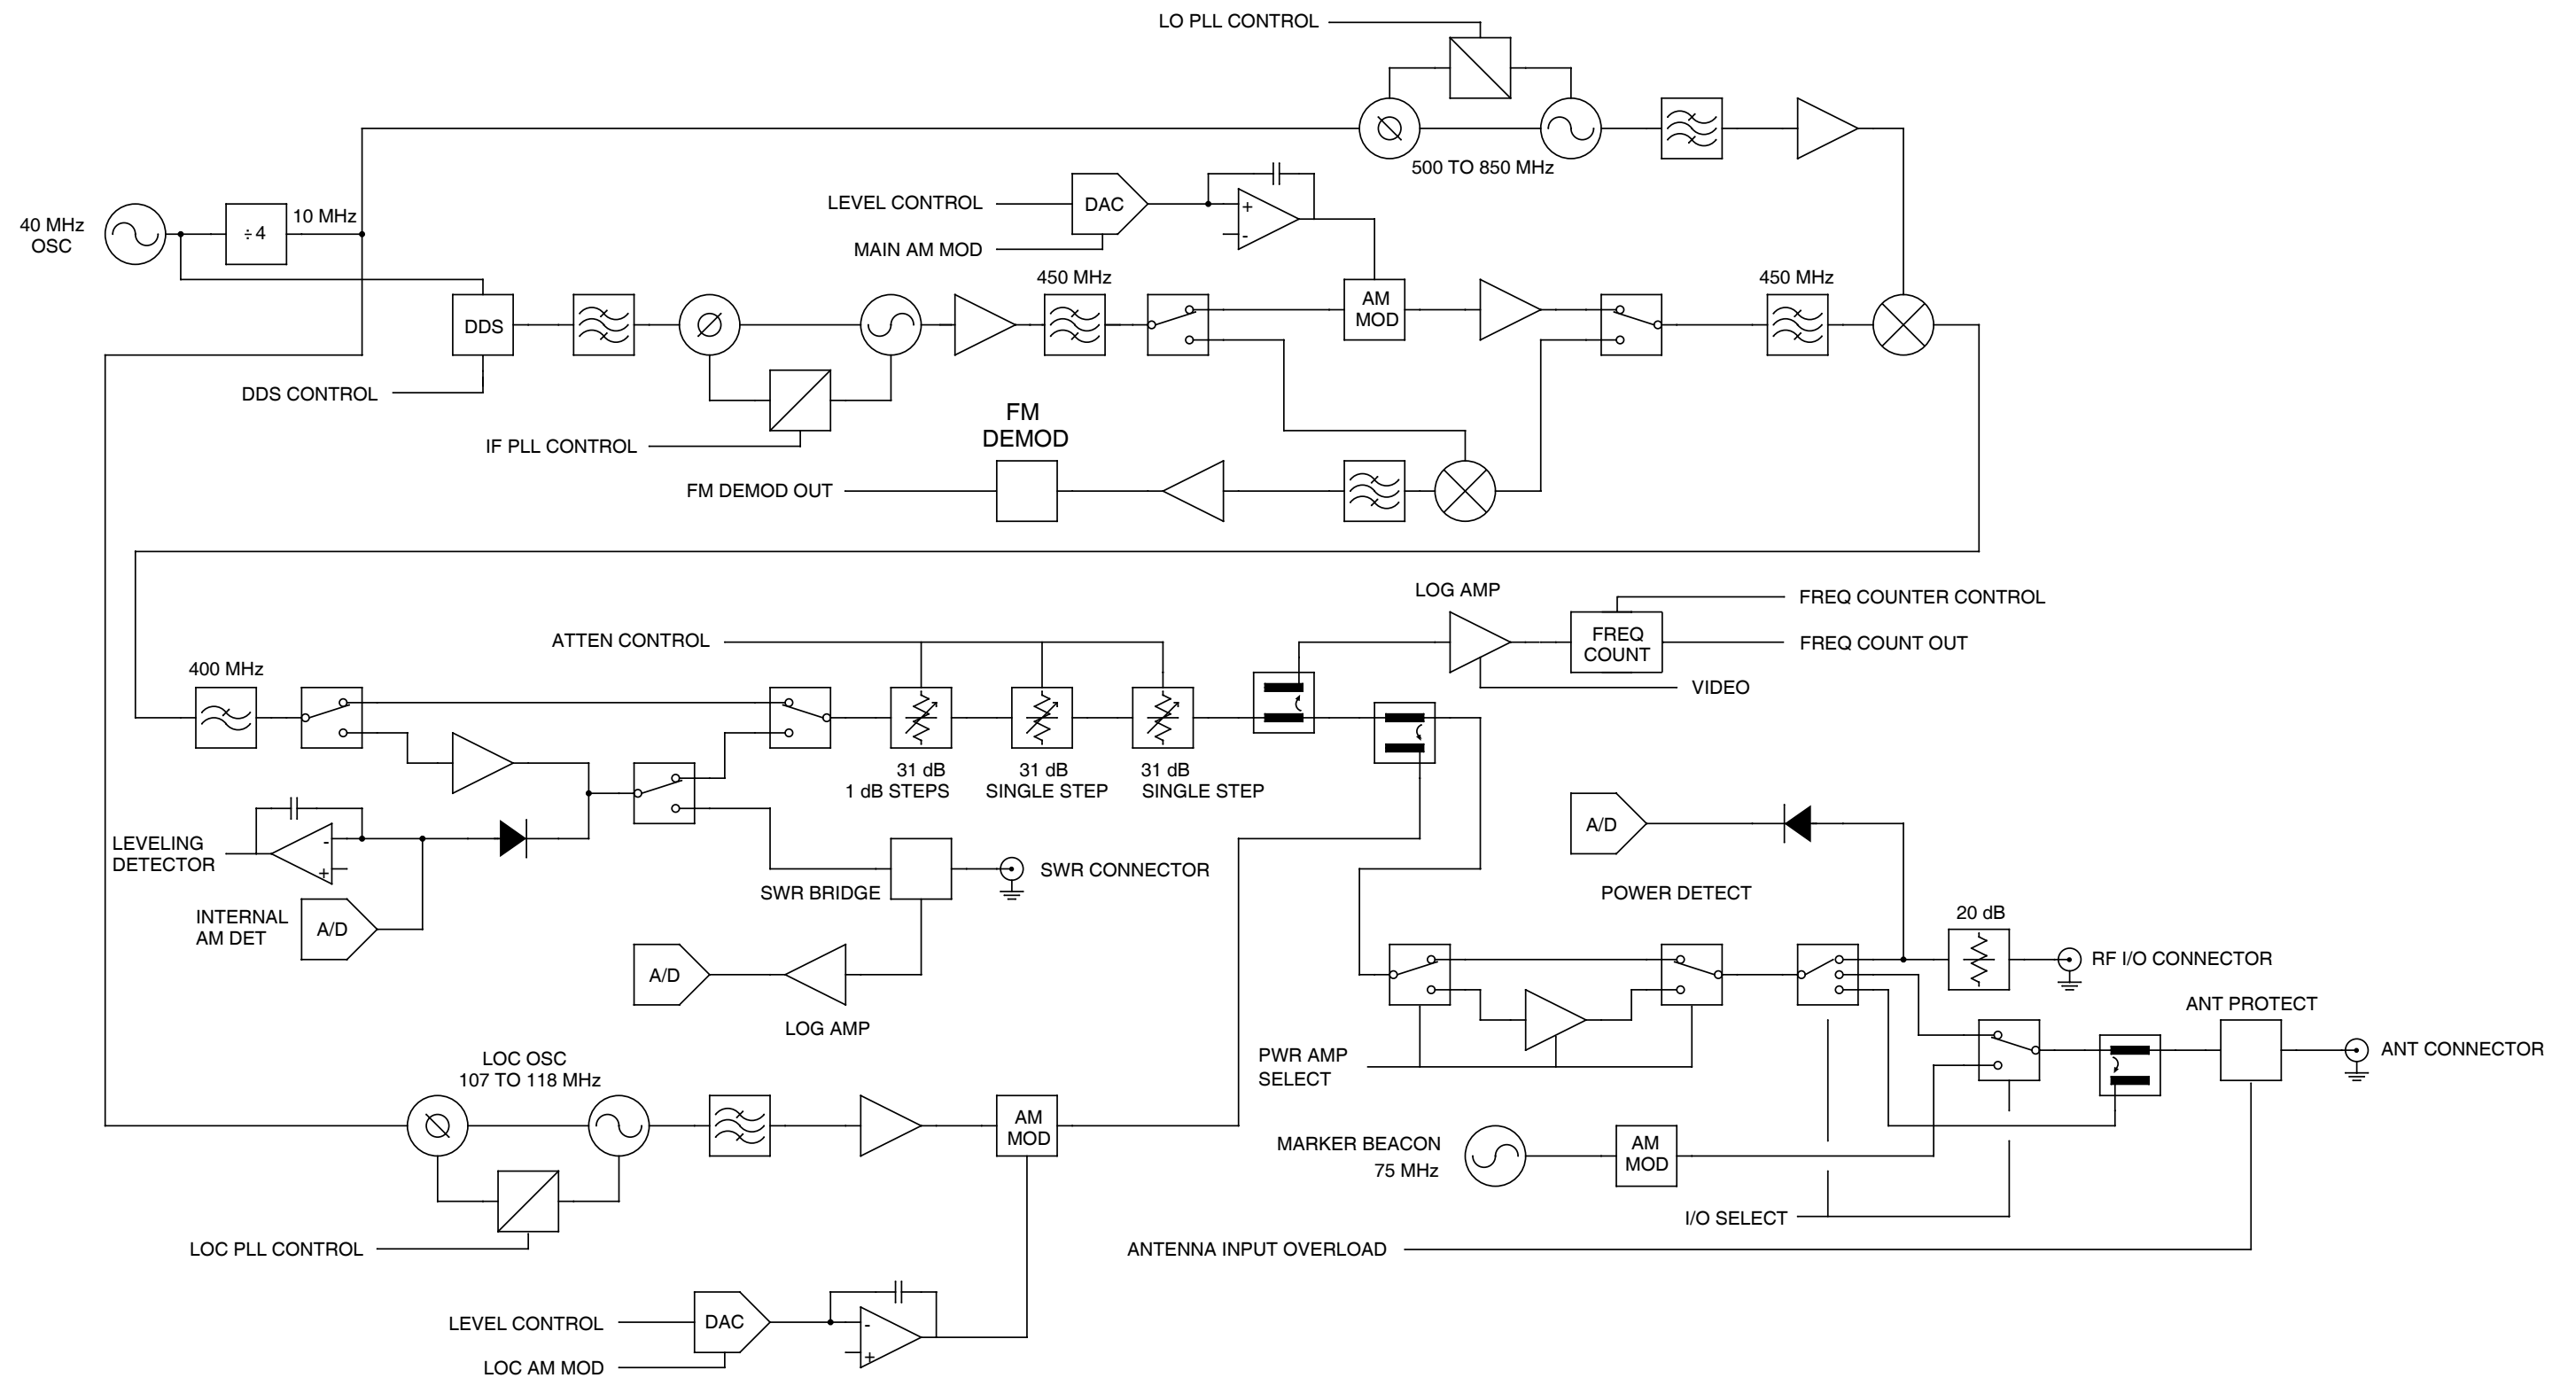 LO PLL CONTROL
500 TO 850 MHz
LEVEL CONTROL
DAC
+
-
MAIN AM MOD
40 MHz
OSC
÷4
10 MHz
450 MHz
AM
MOD
450 MHz
DDS
DDS CONTROL
IF PLL CONTROL
FM
DEMOD
FM DEMOD OUT
LOG AMP
FREQ COUNTER CONTROL
FREQ
COUNT
FREQ COUNT OUT
VIDEO
ATTEN CONTROL
400 MHz
31 dB
1 dB STEPS
31 dB
SINGLE STEP
31 dB
SINGLE STEP
LEVELING
DETECTOR
-
+
INTERNAL
AM DET
A/D
SWR BRIDGE
SWR CONNECTOR
A/D
LOG AMP
A/D
POWER DETECT
20 dB
RF I/O CONNECTOR
ANT PROTECT
ANT CONNECTOR
PWR AMP
SELECT
LOC OSC
107 TO 118 MHz
AM
MOD
MARKER BEACON
75 MHz
AM
MOD
I/O SELECT
LOC PLL CONTROL
ANTENNA INPUT OVERLOAD
LEVEL CONTROL
DAC
-
+
LOC AM MOD